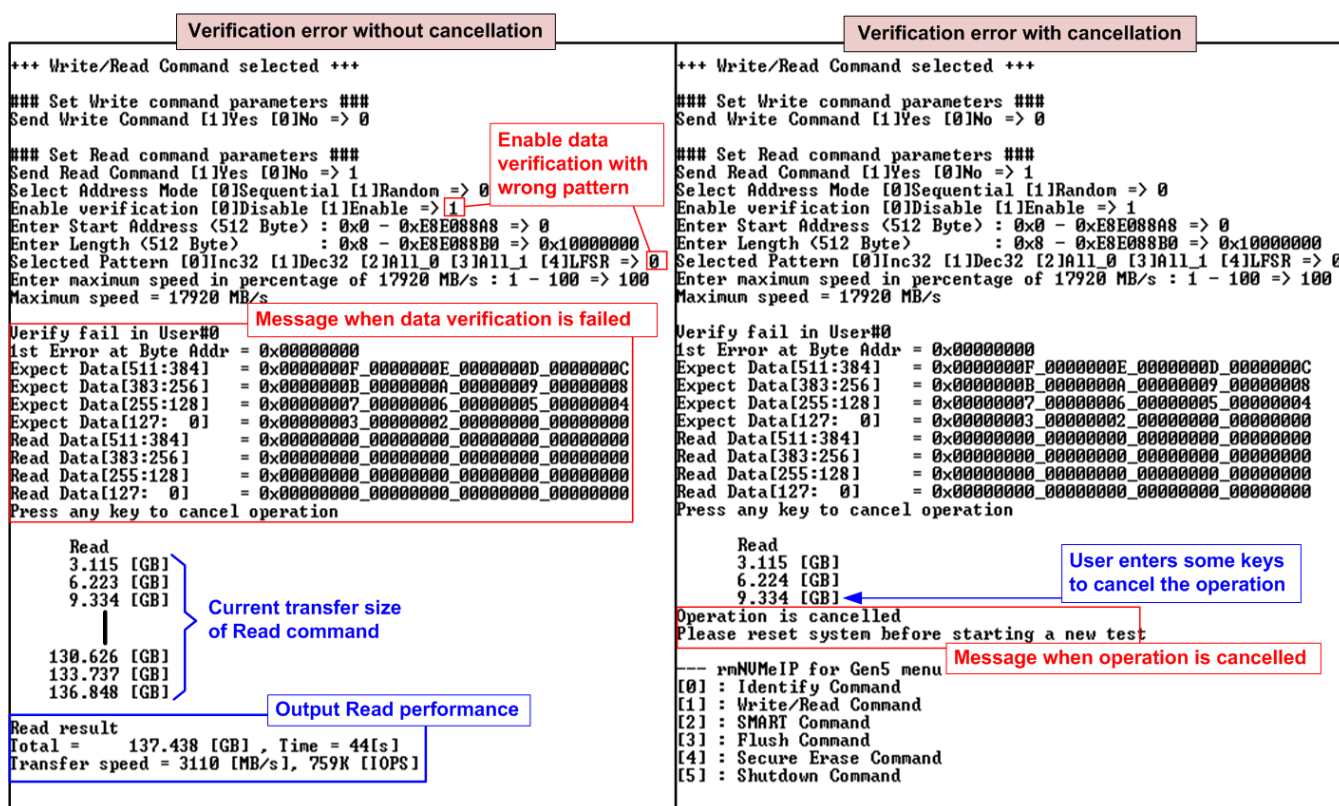 Verification error without cancellation
+++ Write/Read Command selected +++
### Set Write command parameters ###
Send Write Command [1]Yes [0]No => 0
### Set Read command parameters ###
Send Read Command [1]Yes [0]No => 1
Select Address Mode [0]Sequential [1]Random => 0
Enable verification [0]Disable [1]Enable => 1
Enter Start Address (512 Byte) : 0x0 - 0xE8E088A8 => 0
Enter Length (512 Byte)        : 0x8 - 0xE8E088B0 => 0x10000000
Selected Pattern [0]Inc32 [1]Dec32 [2]All_0 [3]All_1 [4]LFSR => 0
Enter maximum speed in percentage of 17920 MB/s : 1 - 100 => 100
Maximum speed = 17920 MB/s
Enable data
verification with
wrong pattern
Message when data verification is failed
Verify fail in User#0
1st Error at Byte Addr = 0x00000000
Expect Data[511:384]   = 0x0000000F_0000000E_0000000D_0000000C
Expect Data[383:256]   = 0x0000000B_0000000A_00000009_00000008
Expect Data[255:128]   = 0x00000007_00000006_00000005_00000004
Expect Data[127:  0]   = 0x00000003_00000002_00000000_00000000
Read Data[511:384]     = 0x00000000_00000000_00000000_00000000
Read Data[383:256]     = 0x00000000_00000000_00000000_00000000
Read Data[255:128]     = 0x00000000_00000000_00000000_00000000
Read Data[127:  0]     = 0x00000000_00000000_00000000_00000000
Press any key to cancel operation
Read
3.115 [GB]
6.223 [GB]
9.334 [GB]
130.626 [GB]
133.737 [GB]
136.848 [GB]
Current transfer size
of Read command
Output Read performance
Read result
Total =     137.438 [GB] , Time = 44[s]
Transfer speed = 3110 [MB/s], 759K [IOPS]
Verification error with cancellation
+++ Write/Read Command selected +++
### Set Write command parameters ###
Send Write Command [1]Yes [0]No => 0
### Set Read command parameters ###
Send Read Command [1]Yes [0]No => 1
Select Address Mode [0]Sequential [1]Random => 0
Enable verification [0]Disable [1]Enable => 1
Enter Start Address (512 Byte) : 0x0 - 0xE8E088A8 => 0
Enter Length (512 Byte)        : 0x8 - 0xE8E088B0 => 0x10000000
Selected Pattern [0]Inc32 [1]Dec32 [2]All_0 [3]All_1 [4]LFSR => 0
Enter maximum speed in percentage of 17920 MB/s : 1 - 100 => 100
Maximum speed = 17920 MB/s
Verify fail in User#0
1st Error at Byte Addr = 0x00000000
Expect Data[511:384]   = 0x0000000F_0000000E_0000000D_0000000C
Expect Data[383:256]   = 0x0000000B_0000000A_00000009_00000008
Expect Data[255:128]   = 0x00000007_00000006_00000005_00000004
Expect Data[127:  0]   = 0x00000003_00000002_00000000_00000000
Read Data[511:384]     = 0x00000000_00000000_00000000_00000000
Read Data[383:256]     = 0x00000000_00000000_00000000_00000000
Read Data[255:128]     = 0x00000000_00000000_00000000_00000000
Read Data[127:  0]     = 0x00000000_00000000_00000000_00000000
Press any key to cancel operation
Read
3.115 [GB]
6.224 [GB]
9.334 [GB]
User enters some keys
to cancel the operation
Operation is cancelled
Please reset system before starting a new test
Message when operation is cancelled
--- rmNVMeIP for Gen5 menu
[0] : Identify Command
[1] : Write/Read Command
[2] : SMART Command
[3] : Flush Command
[4] : Secure Erase Command
[5] : Shutdown Command